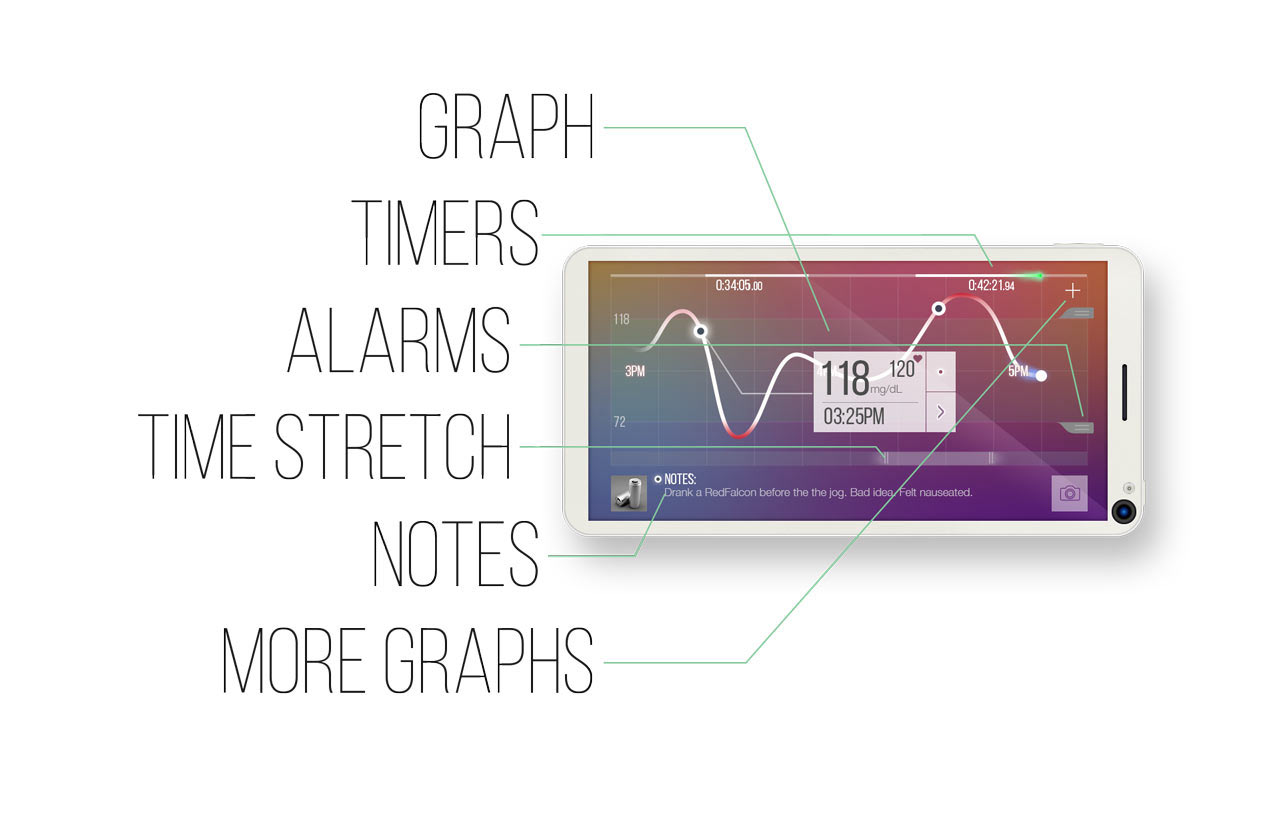 GRAPH
TIMERS
ALARMS
TIME STRETCH
NOTES
MORE GRAPHS
0:34:05.00
0:42:21.94
118
3PM
5PM
118 mg/dL 120
03:25PM
72
NOTES:
Drank a RedFalcon before the the jog. Bad idea. Felt nauseated.